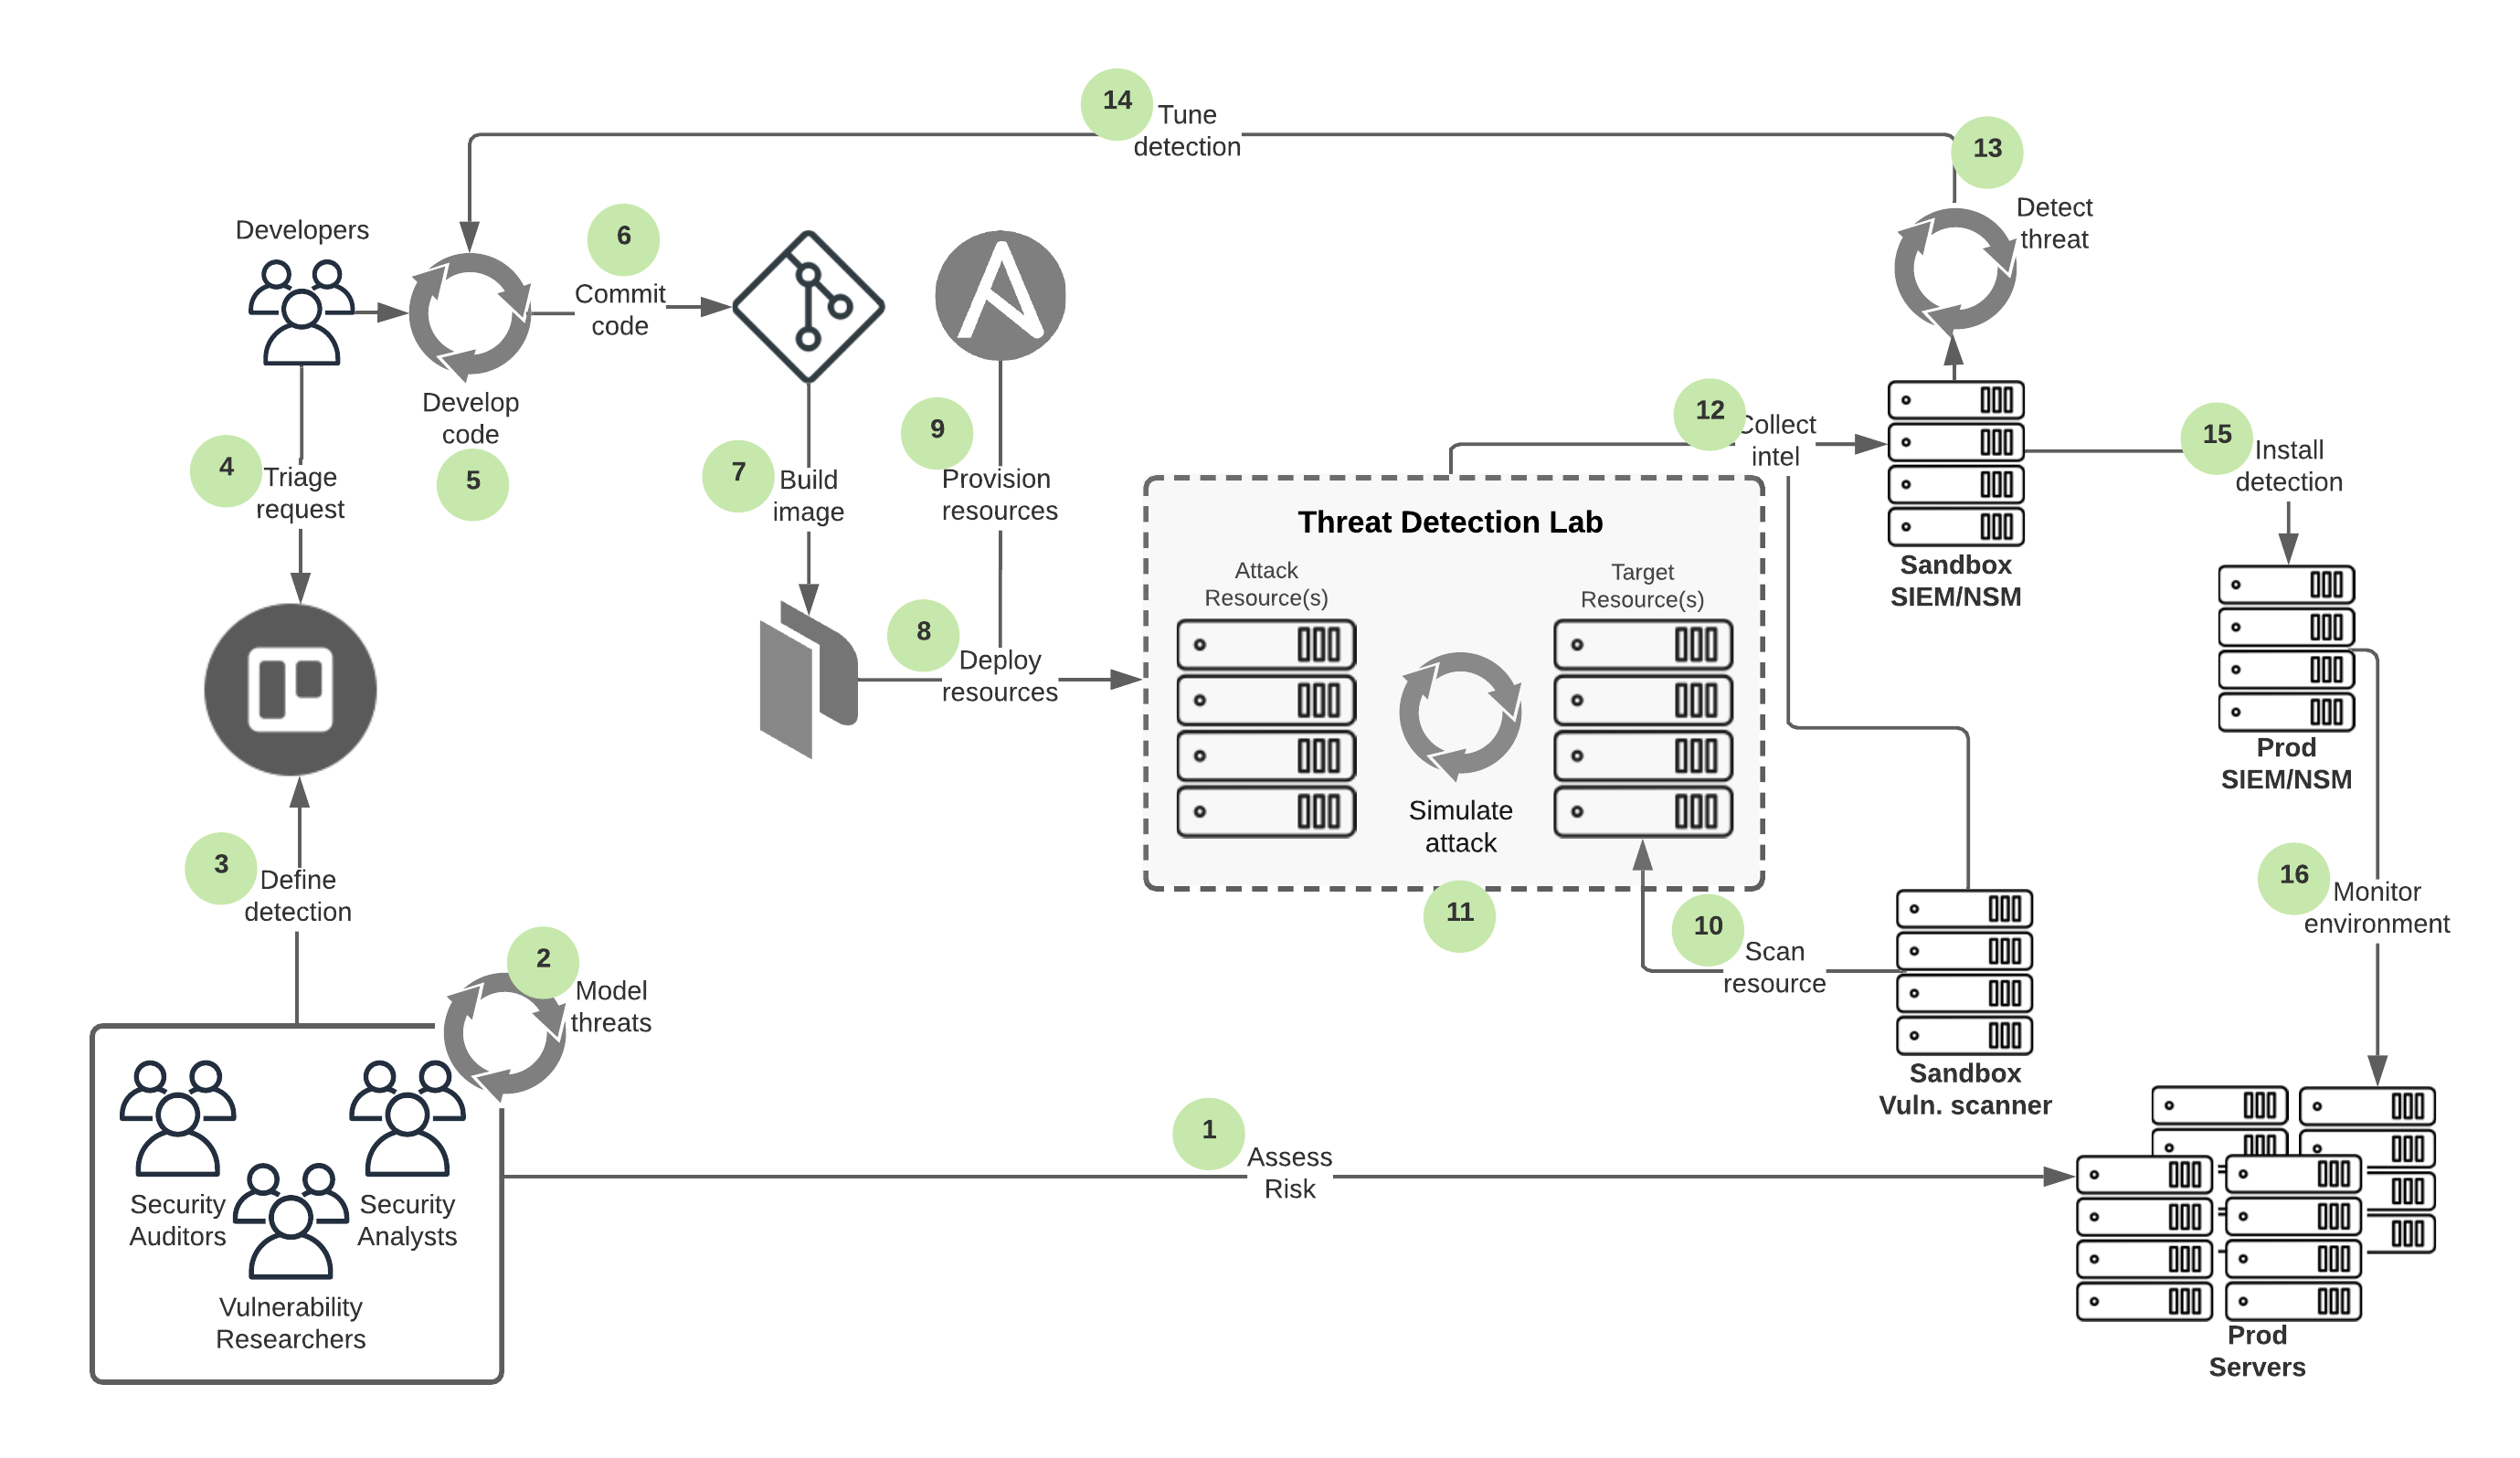 14
Tune
detection
13
Detect
threat
Developers
6
Commit
code
Develop
code
5
4
Triage
request
7
Build
image
9
Provision
resources
8
Deploy
resources
12
Collect
intel
15
Install
detection
Threat Detection Lab
Attack
Resource(s)
Target
Resource(s)
Simulate
attack
11
Sandbox
SIEM/NSM
Prod
SIEM/NSM
3
Define
detection
2
Model
threats
10
Scan
resource
16
Monitor
environment
Sandbox
Vuln. scanner
1
Assess
Risk
Security
Auditors
Security
Analysts
Vulnerability
Researchers
Prod
Servers